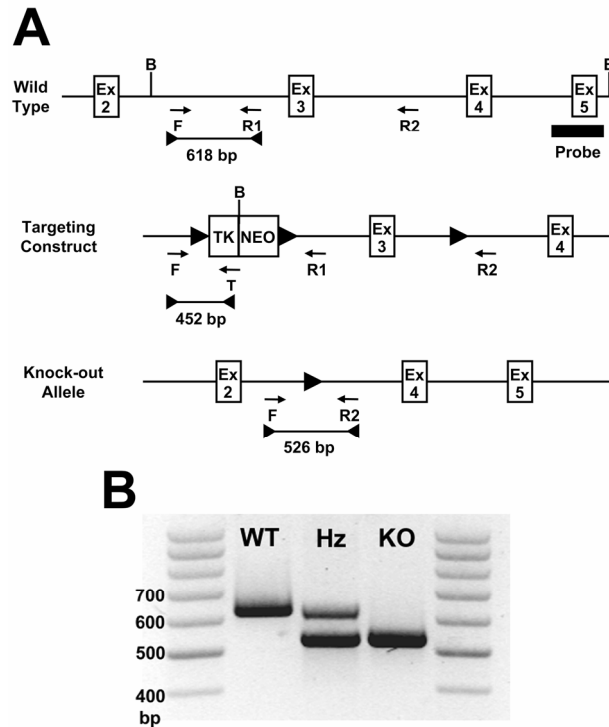 A
Wild
Type
B
B
Ex
2
Ex
3
Ex
4
Ex
5
F
R1
R2
Probe
618 bp
Targeting
Construct
B
TK
NEO
Ex
3
Ex
4
F
T
R1
R2
452 bp
Knock-out
Allele
Ex
2
Ex
4
Ex
5
F
R2
526 bp
B
WT
Hz
KO
700
600
500
400
bp